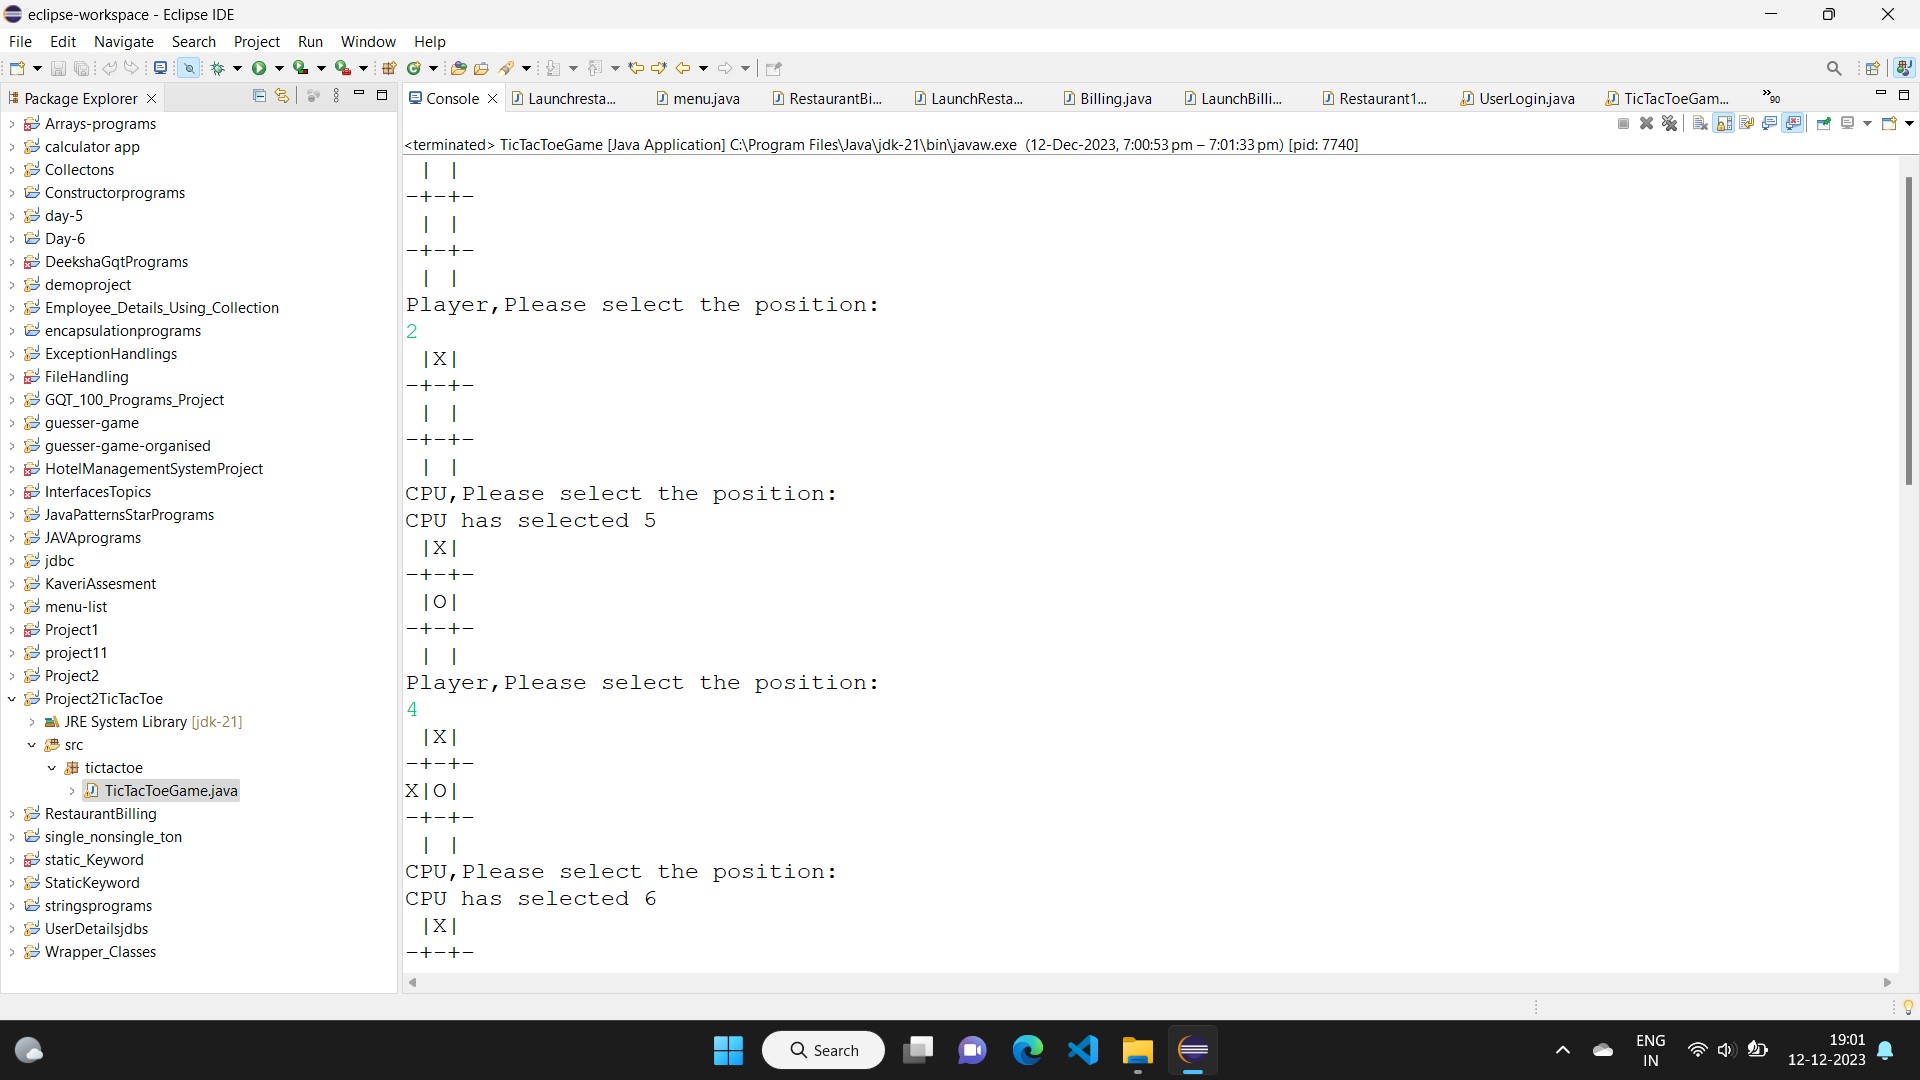 eclipse-workspace - Eclipse IDE
File Edit Navigate Search Project Run Window Help
Package Explorer
Arrays-programs
calculator app
Collectons
Constructorprograms
day-5
Day-6
DeekshaGqtPrograms
demoproject
Employee_Details_Using_Collection
encapsulationprograms
ExceptionHandlings
FileHandling
GQT_100_Programs_Project
guesser-game
guesser-game-organised
HotelManagementSystemProject
InterfacesTopics
JavaPatternsStarPrograms
JAVAprograms
jdbc
KaveriAssesment
menu-list
Project1
project11
Project2
Project2TicTacToe
JRE System Library [jdk-21]
src
tictactoe
TicTacToeGame.java
RestaurantBilling
single_nonsingle_ton
static_Keyword
StaticKeyword
stringsprograms
UserDetailsjdbs
Wrapper_Classes
Console Launchresta... menu.java RestaurantBi... LaunchResta... Billing.java LaunchBilli... Restaurant1... UserLogin.java TicTacToeGam... »90
<terminated> TicTacToeGame [Java Application] C:\Program Files\Java\jdk-21\bin\javaw.exe (12-Dec-2023, 7:00:53 pm – 7:01:33 pm) [pid: 7740]
 | |
-+-+-
 | |
-+-+-
 | |
Player,Please select the position:
2
 |X|
-+-+-
 | |
-+-+-
 | |
CPU,Please select the position:
CPU has selected 5
 |X|
-+-+-
 |O|
-+-+-
 | |
Player,Please select the position:
4
 |X|
-+-+-
X|O|
-+-+-
 | |
CPU,Please select the position:
CPU has selected 6
 |X|
-+-+-
Search
ENG
IN
19:01
12-12-2023